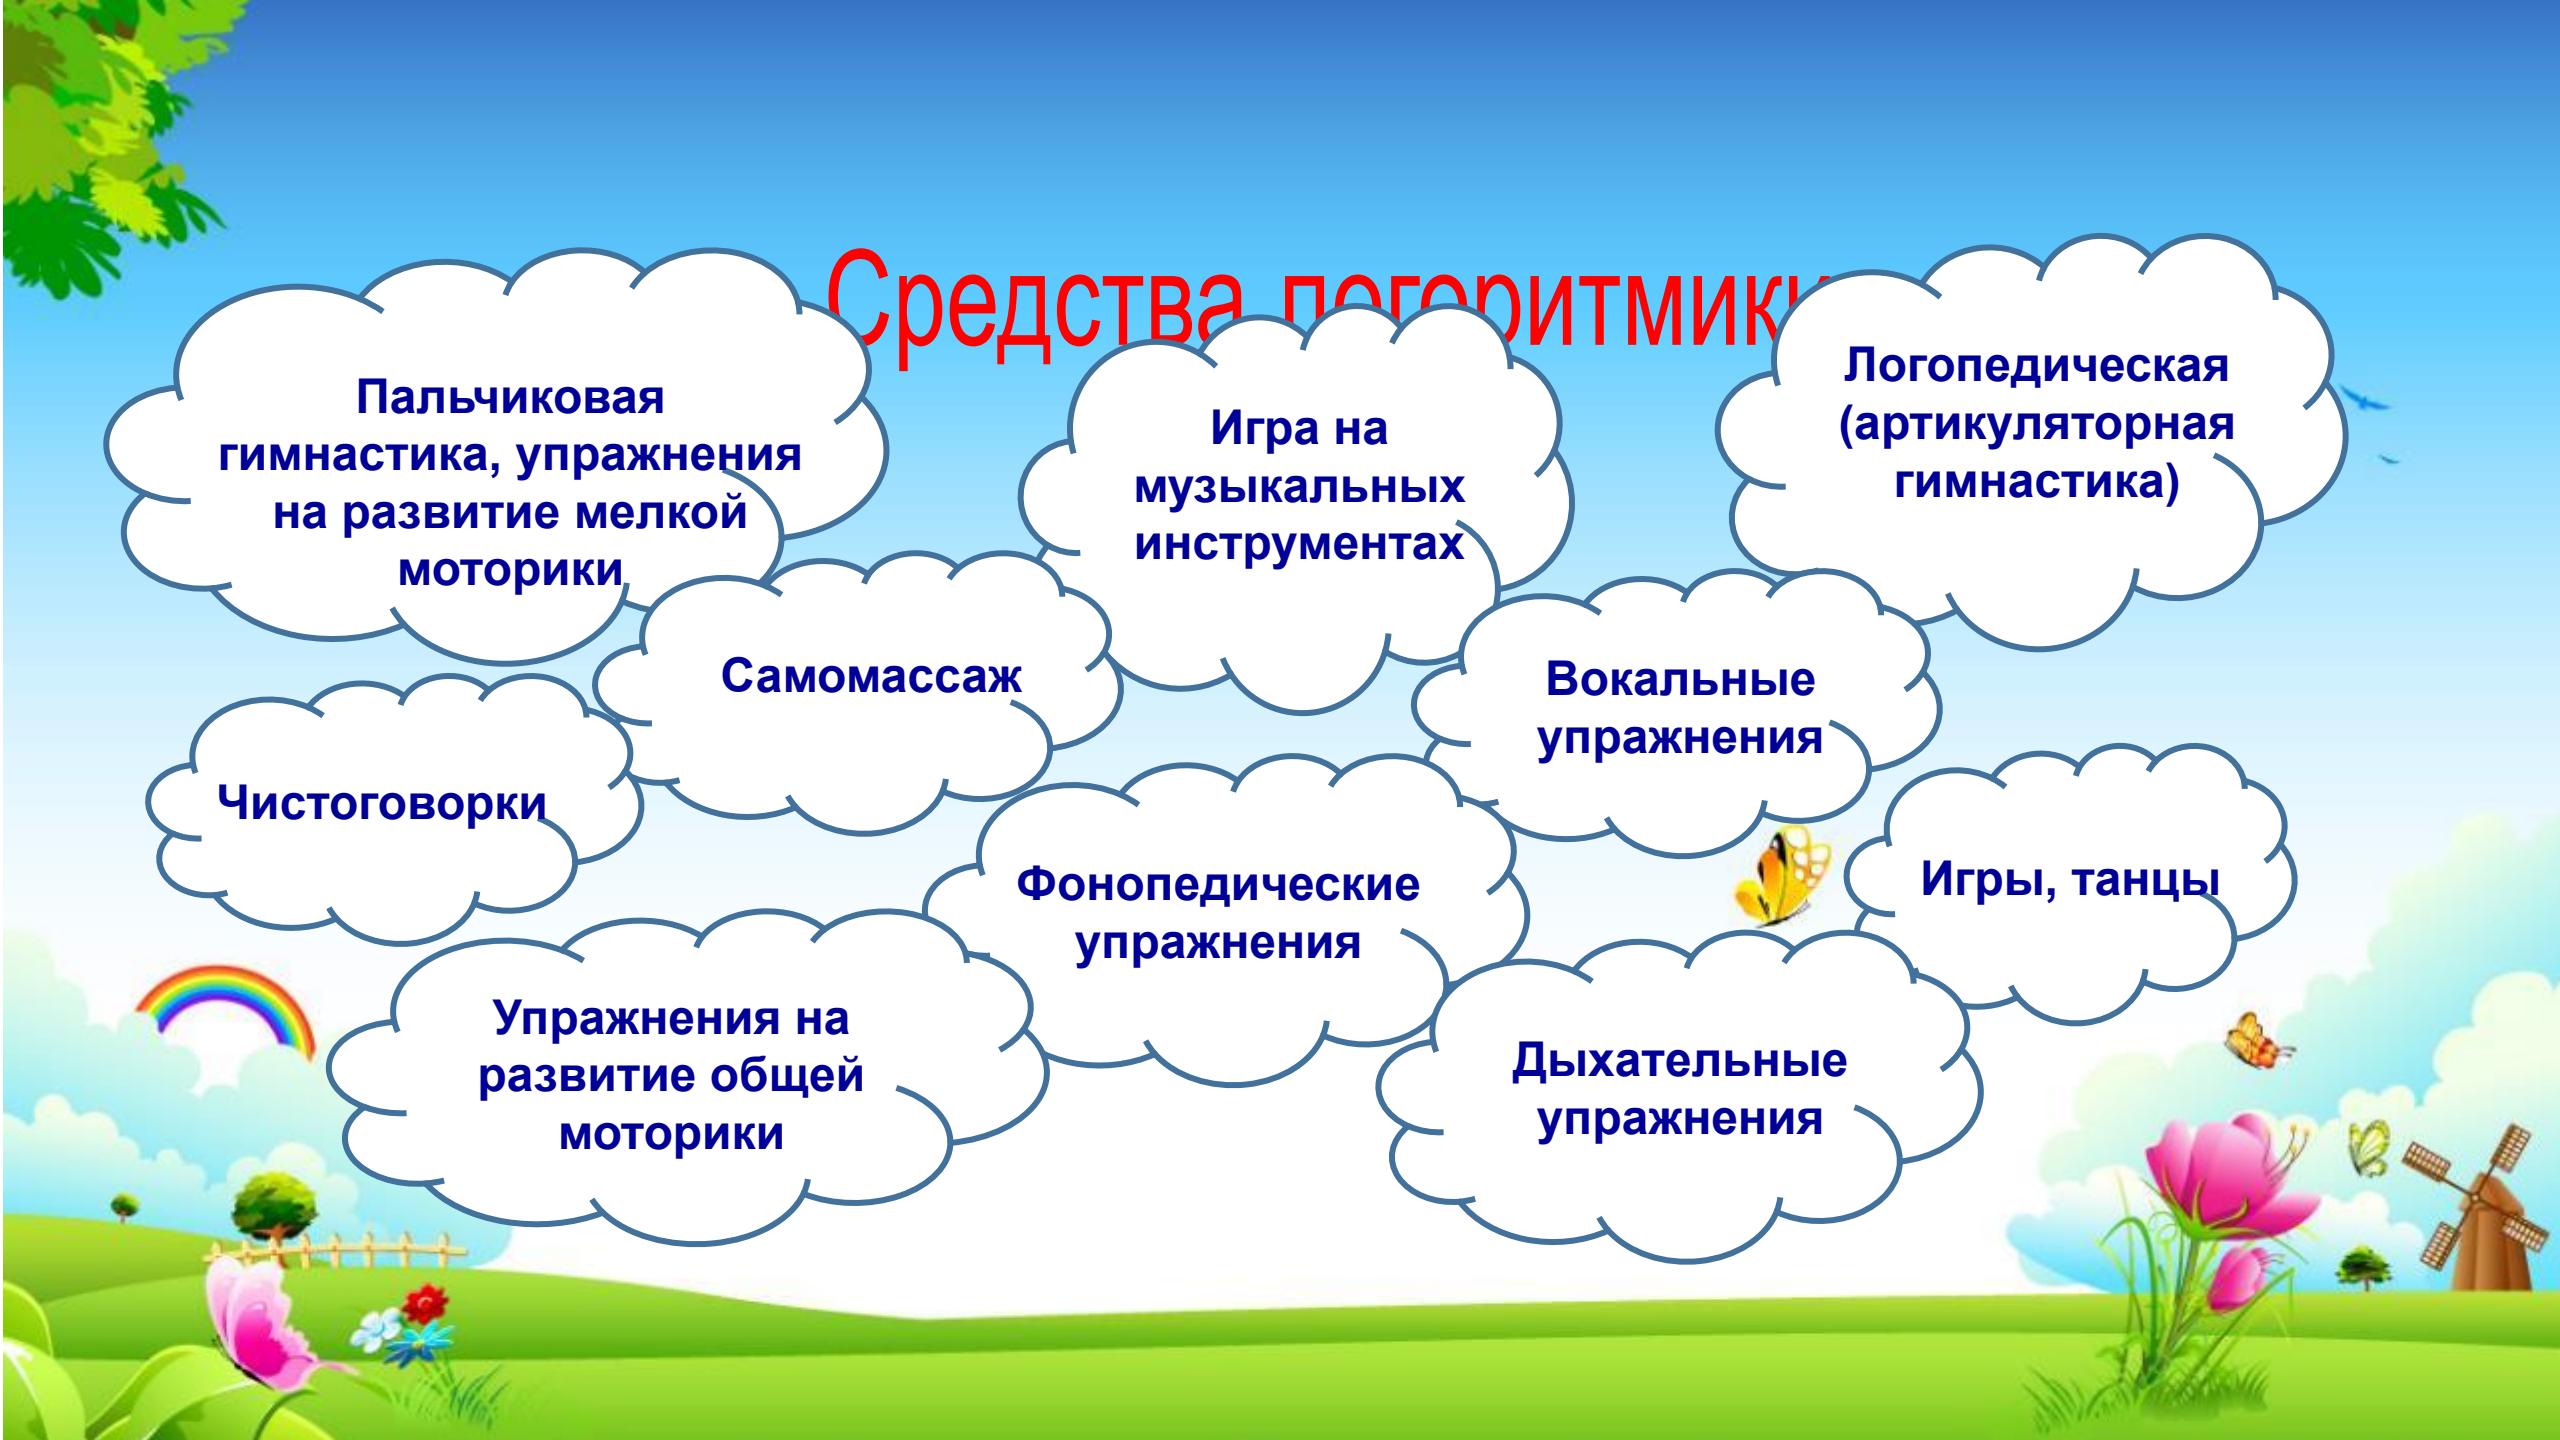 Средства логоритмики
Пальчиковая
гимнастика, упражнения
на развитие мелкой
моторики
Игра на
музыкальных
инструментах
Логопедическая
(артикуляторная
гимнастика)
Самомассаж
Вокальные
упражнения
Чистоговорки
Фонопедические
упражнения
Игры, танцы
Упражнения на
развитие общей
моторики
Дыхательные
упражнения